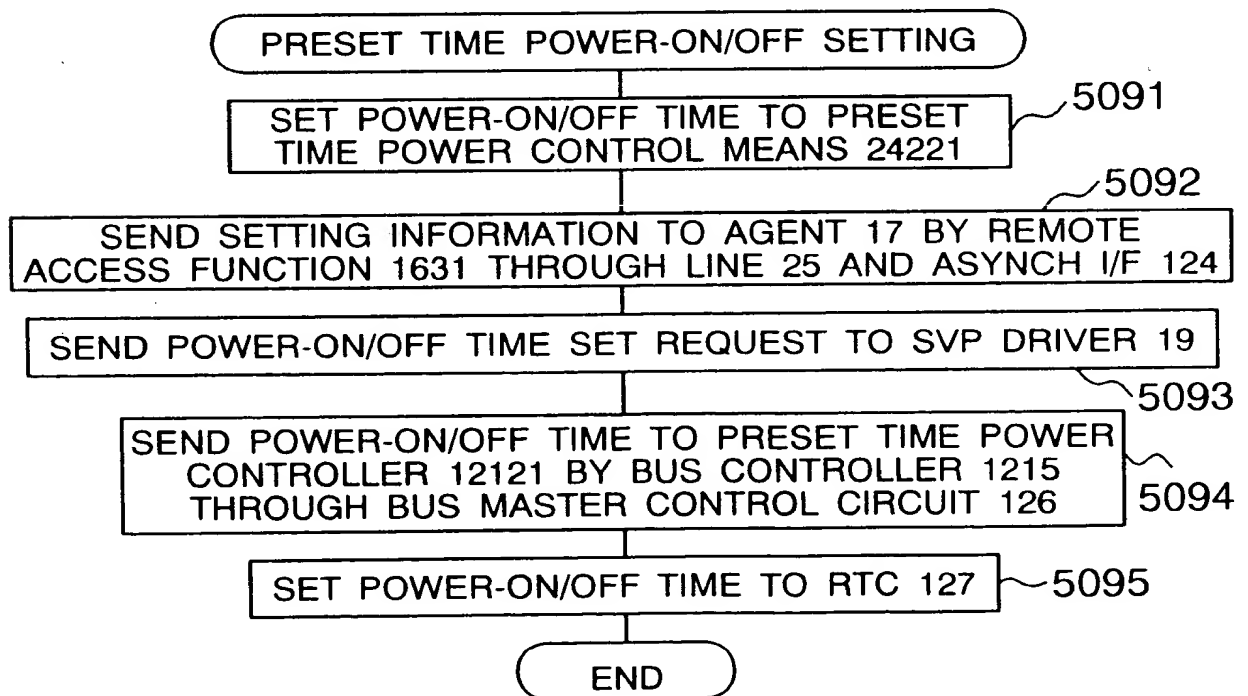 PRESET TIME POWER-ON/OFF SETTING
5091
SET POWER-ON/OFF TIME TO PRESET
TIME POWER CONTROL MEANS 24221
5092
SEND SETTING INFORMATION TO AGENT 17 BY REMOTE
ACCESS FUNCTION 1631 THROUGH LINE 25 AND ASYNCH I/F 124
SEND POWER-ON/OFF TIME SET REQUEST TO SVP DRIVER 19
5093
SEND POWER-ON/OFF TIME TO PRESET TIME POWER
CONTROLLER 12121 BY BUS CONTROLLER 1215
THROUGH BUS MASTER CONTROL CIRCUIT 126
5094
SET POWER-ON/OFF TIME TO RTC 127
5095
END